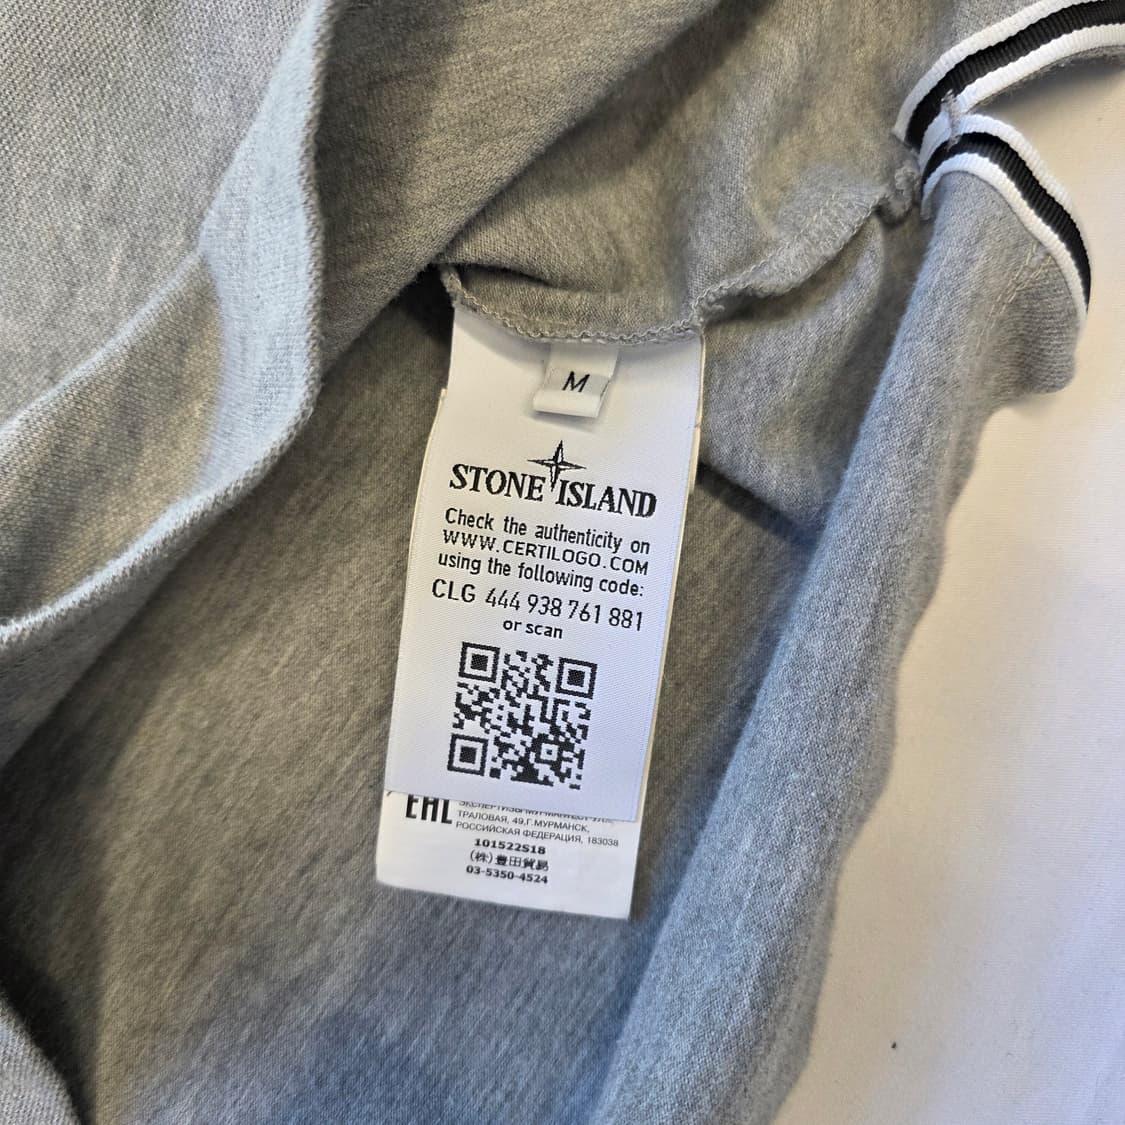 M
STONE ISLAND
Check the authenticity on
WWW.CERTILOGO.COM
using the following code:
CLG 444 938 761 881
or scan
EAC
ТРАЛОВАЯ, 49,Г.МУРМАНСК,
РОССИЙСКАЯ ФЕДЕРАЦИЯ, 183038
101522S18
(株)豊田貿易
03-5350-4524